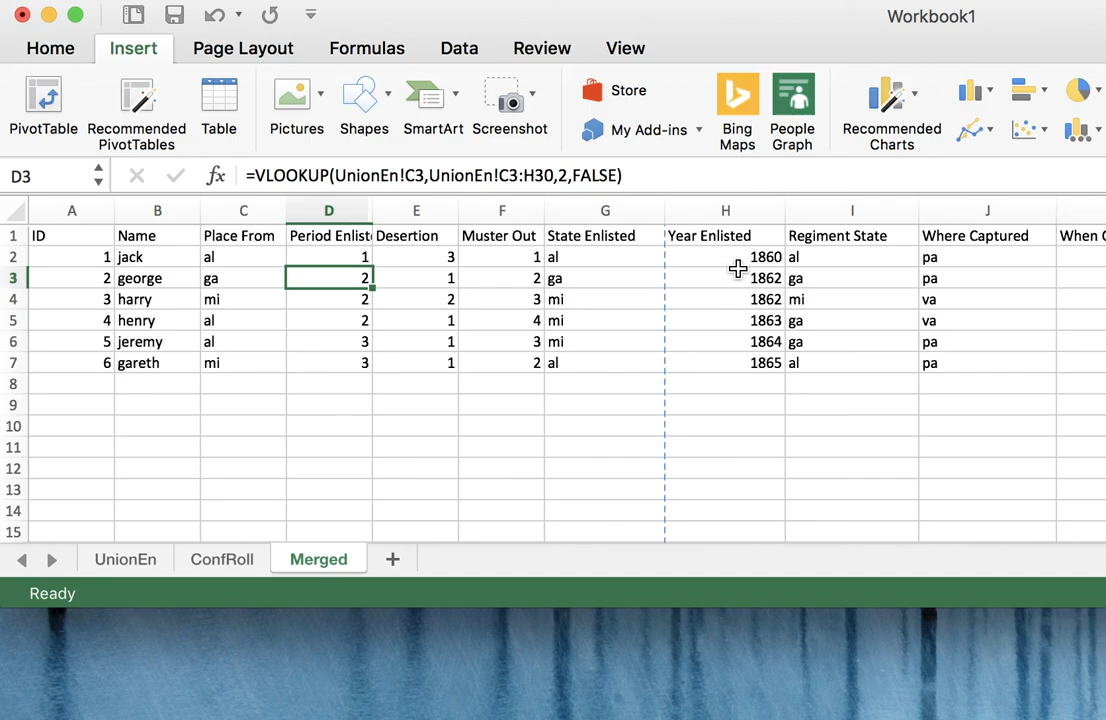 Workbook1
Home Insert Page Layout Formulas Data Review View
PivotTable Recommended PivotTables Table Pictures Shapes SmartArt Screenshot Store My Add-ins Bing Maps People Graph Recommended Charts
D3 fx =VLOOKUP(UnionEn!C3,UnionEn!C3:H30,2,FALSE)
A B C D E F G H I J
1 ID Name Place From Period Enlist Desertion Muster Out State Enlisted Year Enlisted Regiment State Where Captured When C
2 1 jack al 1 3 1 al 1860 al pa
3 2 george ga 2 1 2 ga 1862 ga pa
4 3 harry mi 2 2 3 mi 1862 mi va
5 4 henry al 2 1 4 mi 1863 ga va
6 5 jeremy al 3 1 3 mi 1864 ga pa
7 6 gareth mi 3 1 2 al 1865 al pa
8
9
10
11
12
13
14
15
UnionEn ConfRoll Merged +
Ready